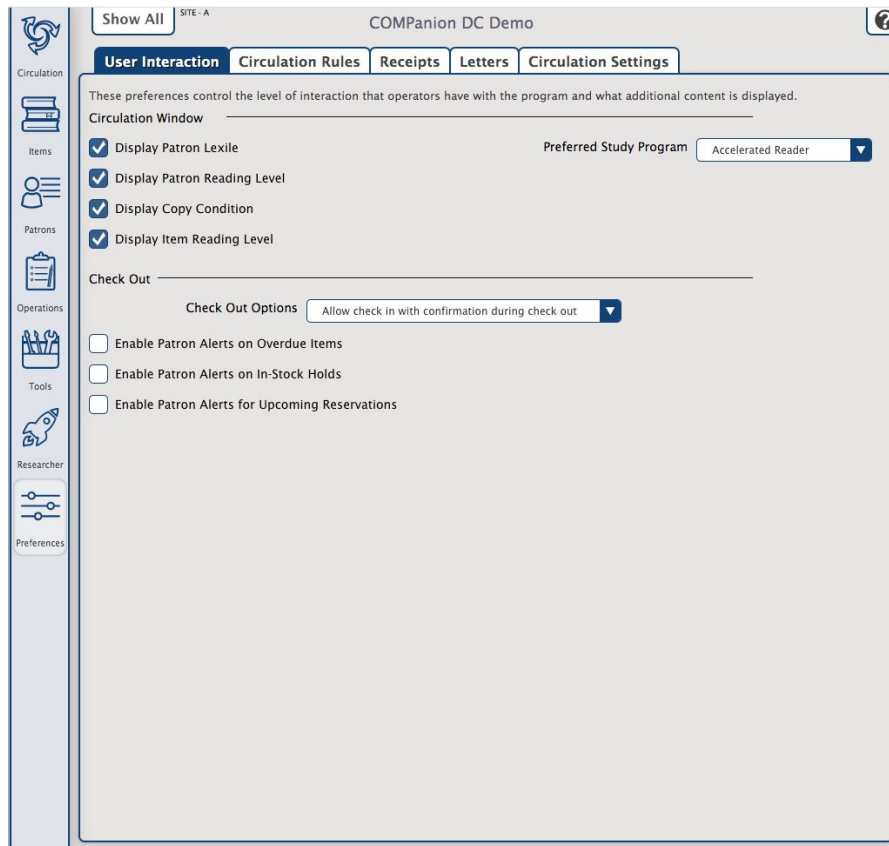 Show All
SITE - A
COMPanion DC Demo
?
User Interaction
Circulation Rules
Receipts
Letters
Circulation Settings
Circulation
Items
Patrons
Operations
Tools
Researcher
Preferences
These preferences control the level of interaction that operators have with the program and what additional content is displayed.
Circulation Window
Display Patron Lexile
Preferred Study Program
Accelerated Reader
Display Patron Reading Level
Display Copy Condition
Display Item Reading Level
Check Out
Check Out Options
Allow check in with confirmation during check out
Enable Patron Alerts on Overdue Items
Enable Patron Alerts on In-Stock Holds
Enable Patron Alerts for Upcoming Reservations